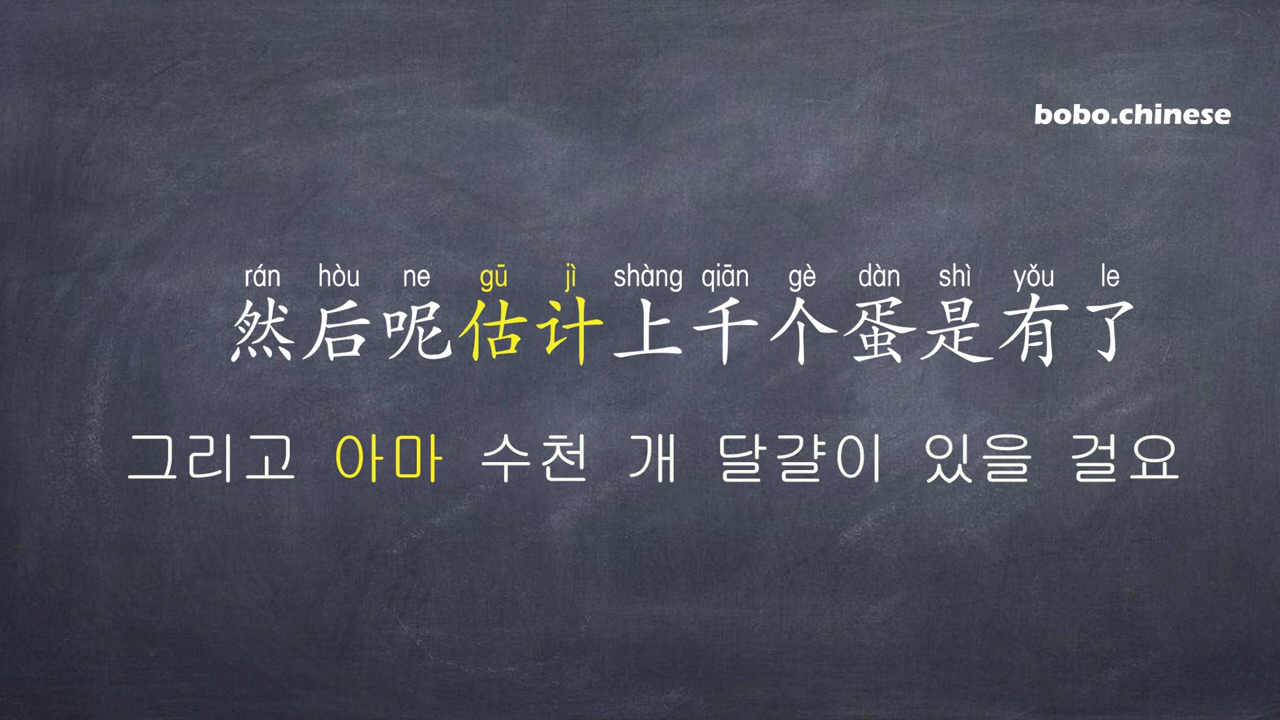 bobo.chinese
rán hòu ne gū jì shàng qiān gè dàn shì yǒu le
然后呢估计上千个蛋是有了
그리고 아마 수천 개 달걀이 있을 걸요